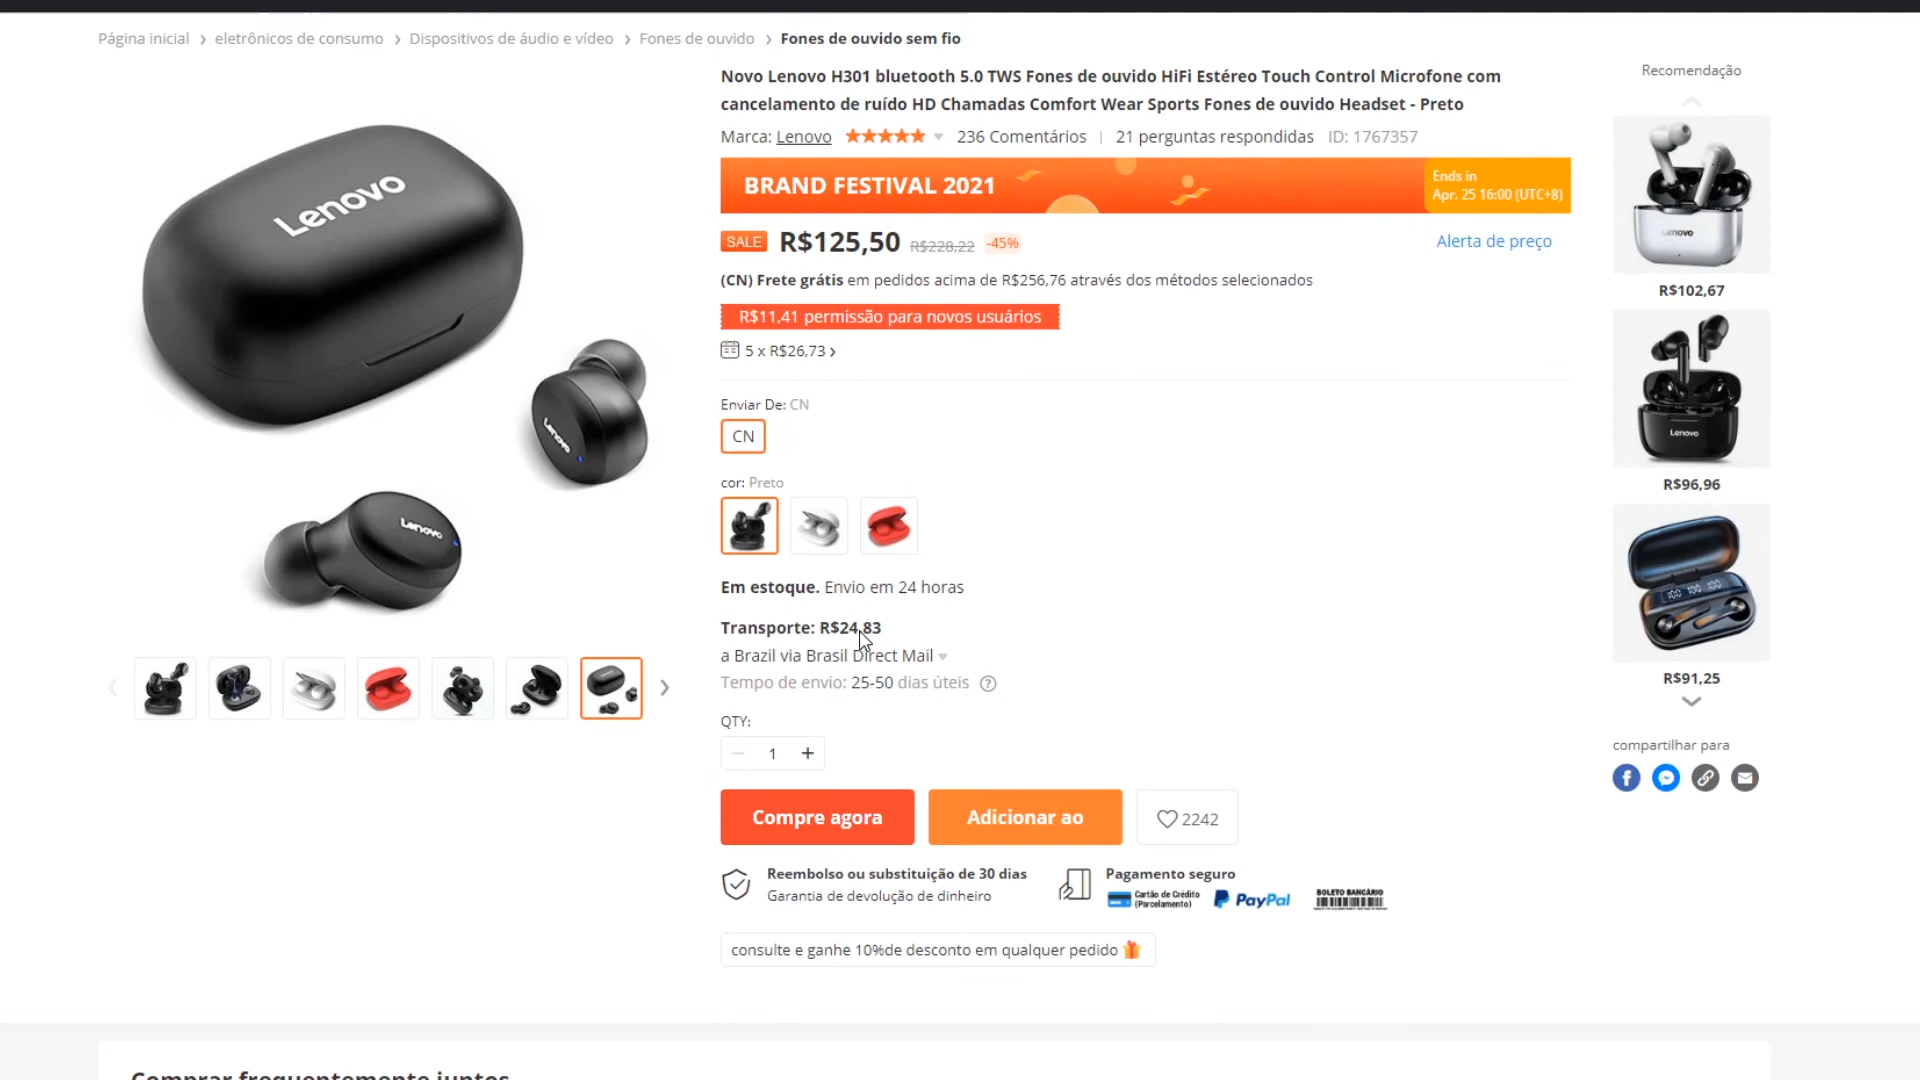 Página inicial › eletrônicos de consumo › Dispositivos de áudio e vídeo › Fones de ouvido › Fones de ouvido sem fio
Novo Lenovo H301 bluetooth 5.0 TWS Fones de ouvido HiFi Estéreo Touch Control Microfone com
cancelamento de ruído HD Chamadas Comfort Wear Sports Fones de ouvido Headset - Preto
Marca: Lenovo 236 Comentários | 21 perguntas respondidas ID: 1767357
BRAND FESTIVAL 2021
Ends in
Apr. 25 16:00 (UTC+8)
SALE R$125,50 R$228,22 -45%
Alerta de preço
(CN) Frete grátis em pedidos acima de R$256,76 através dos métodos selecionados
R$11,41 permissão para novos usuários
5 x R$26,73 ›
Enviar De: CN
CN
cor: Preto
Em estoque. Envio em 24 horas
Transporte: R$24,83
a Brazil via Brasil Direct Mail
Tempo de envio: 25-50 dias úteis ?
QTY:
− 1 +
Compre agora
Adicionar ao
2242
Reembolso ou substituição de 30 dias
Garantia de devolução de dinheiro
Pagamento seguro
Cartão de Crédito
(Parcelamento)
PayPal
BOLETO BANCÁRIO
consulte e ganhe 10%de desconto em qualquer pedido
Comprar frequentemente juntos
Lenovo
Lenovo
Lenovo
Recomendação
Lenovo
R$102,67
Lenovo
R$96,96
100 100 100
R$91,25
compartilhar para